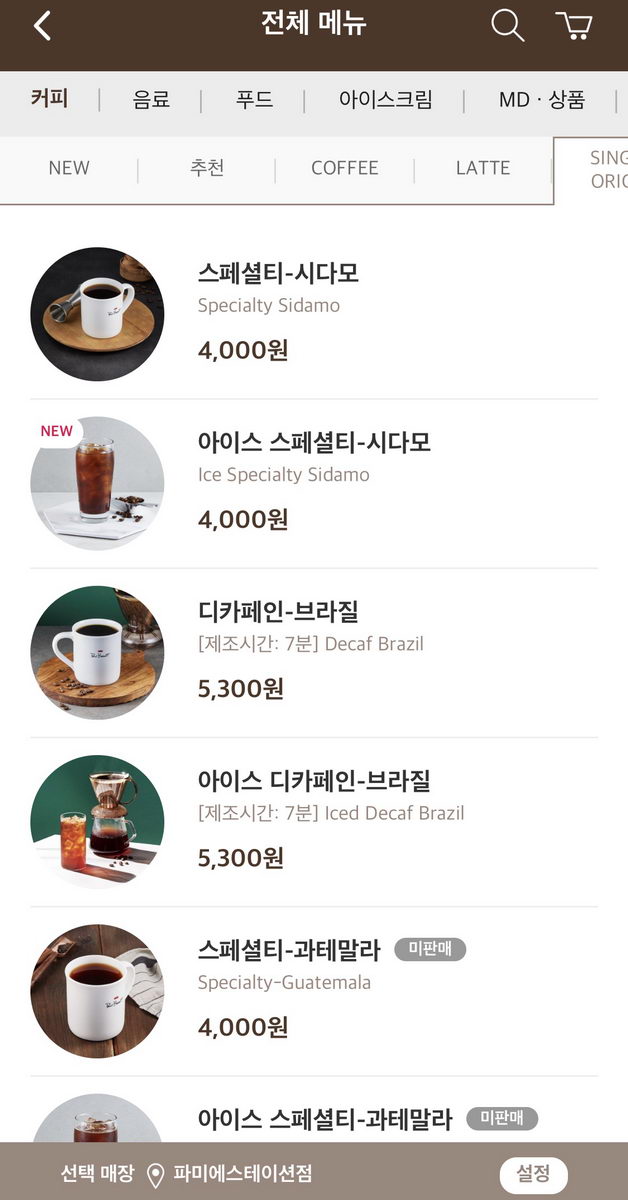 전체 메뉴
커피 | 음료 | 푸드 | 아이스크림 | MD · 상품
NEW 추천 COFFEE LATTE SING
ORIG
스페셜티-시다모
Specialty Sidamo
4,000원
NEW
아이스 스페셜티-시다모
Ice Specialty Sidamo
4,000원
디카페인-브라질
[제조시간: 7분] Decaf Brazil
5,300원
아이스 디카페인-브라질
[제조시간: 7분] Iced Decaf Brazil
5,300원
스페셜티-과테말라 미판매
Specialty-Guatemala
4,000원
아이스 스페셜티-과테말라 미판매
선택 매장 파미에스테이션점 설정